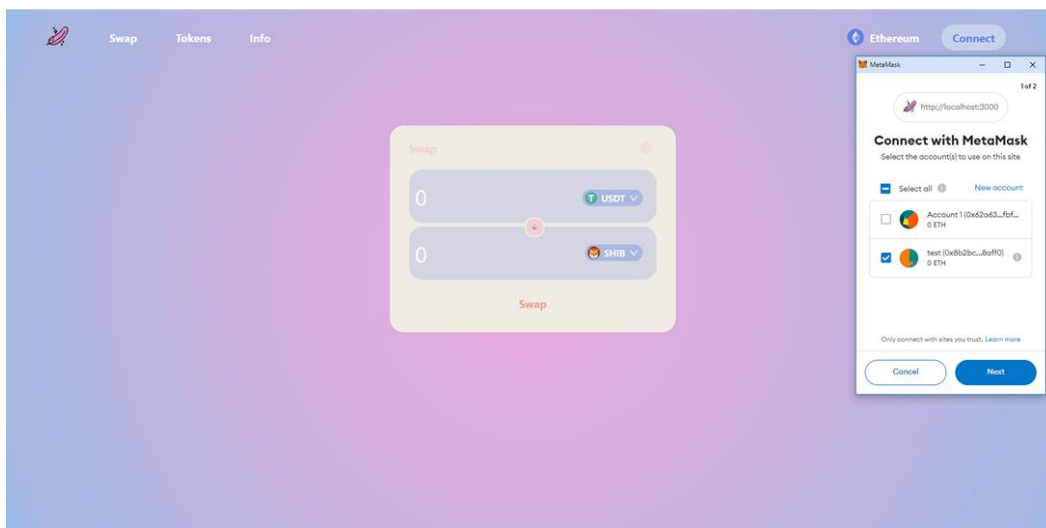 Swap Tokens Info
Ethereum Connect
MetaMask
1 of 2
http://localhost:3000
Connect with MetaMask
Select the account(s) to use on this site
Select all New account
Account 1 (0x62a63...fbf...
0 ETH
test (0x8b2bc...8aff0)
0 ETH
Only connect with sites you trust. Learn more
Cancel Next
Swap
0 USDT
0 SHIB
Swap